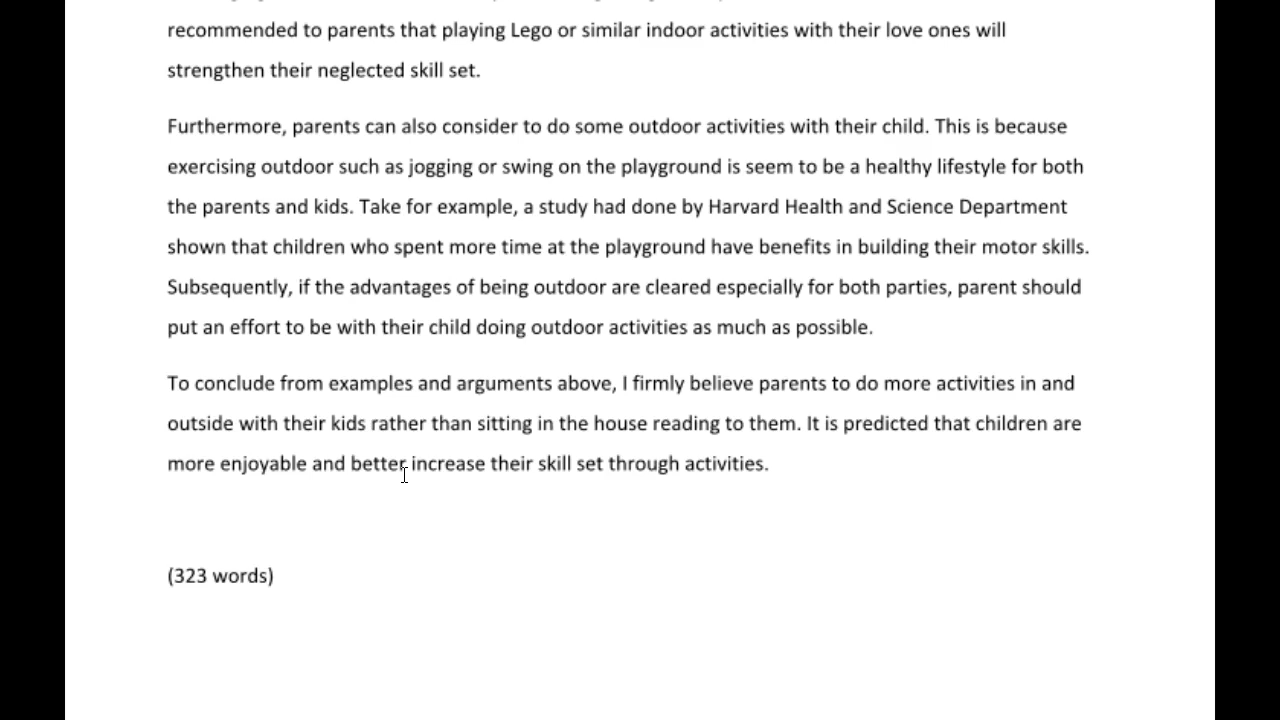 recommended to parents that playing Lego or similar indoor activities with their love ones will
strengthen their neglected skill set.
Furthermore, parents can also consider to do some outdoor activities with their child. This is because
exercising outdoor such as jogging or swing on the playground is seem to be a healthy lifestyle for both
the parents and kids. Take for example, a study had done by Harvard Health and Science Department
shown that children who spent more time at the playground have benefits in building their motor skills.
Subsequently, if the advantages of being outdoor are cleared especially for both parties, parent should
put an effort to be with their child doing outdoor activities as much as possible.
To conclude from examples and arguments above, I firmly believe parents to do more activities in and
outside with their kids rather than sitting in the house reading to them. It is predicted that children are
more enjoyable and better increase their skill set through activities.
(323 words)